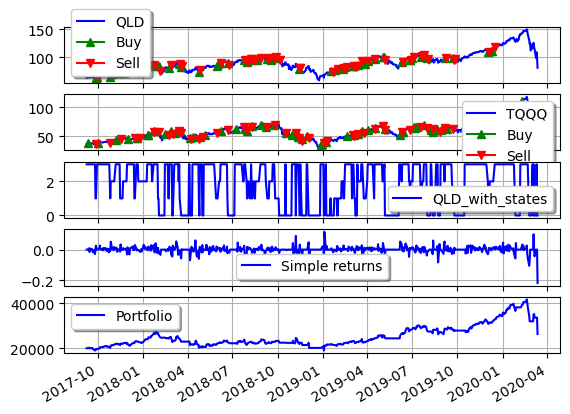 150
100
QLD
Buy
Sell
100
50
TQQQ
Buy
Sell
2
0
QLD_with_states
0.0
−0.2
Simple returns
40000
20000
Portfolio
2017-10 2018-01 2018-04 2018-07 2018-10 2019-01 2019-04 2019-07 2019-10 2020-01 2020-04